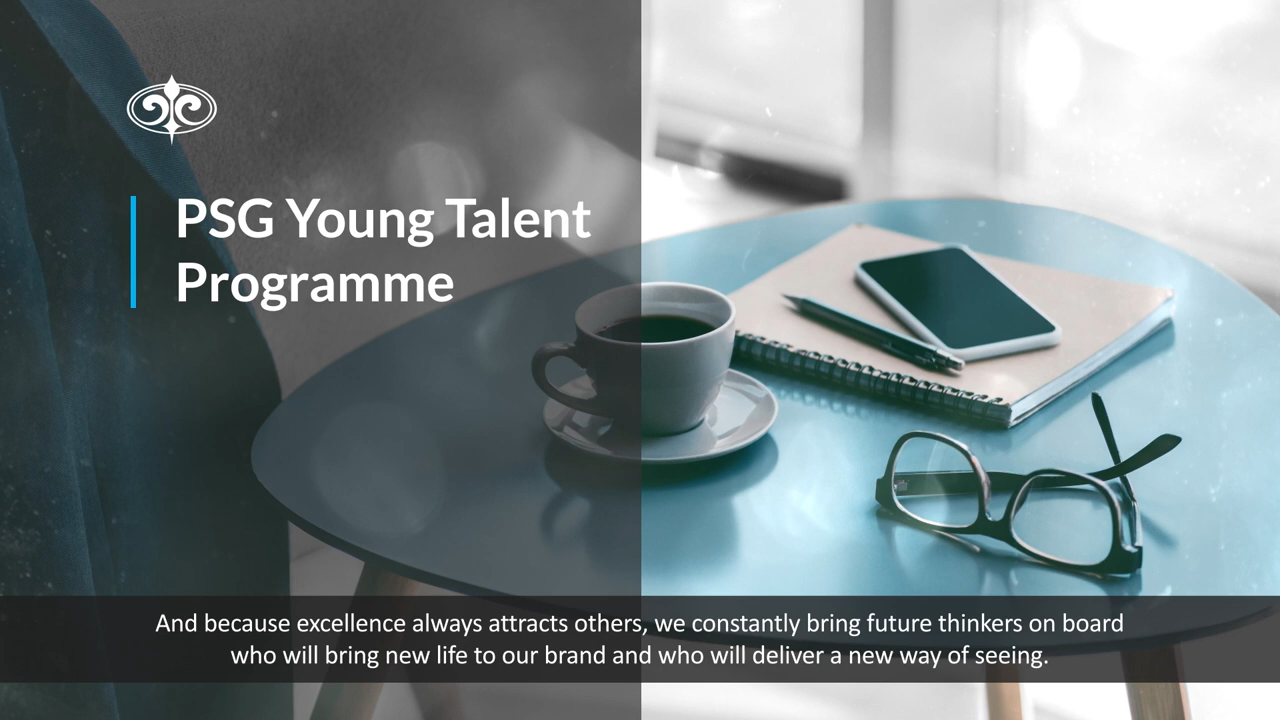 PSG Young Talent
Programme
And because excellence always attracts others, we constantly bring future thinkers on board
who will bring new life to our brand and who will deliver a new way of seeing.